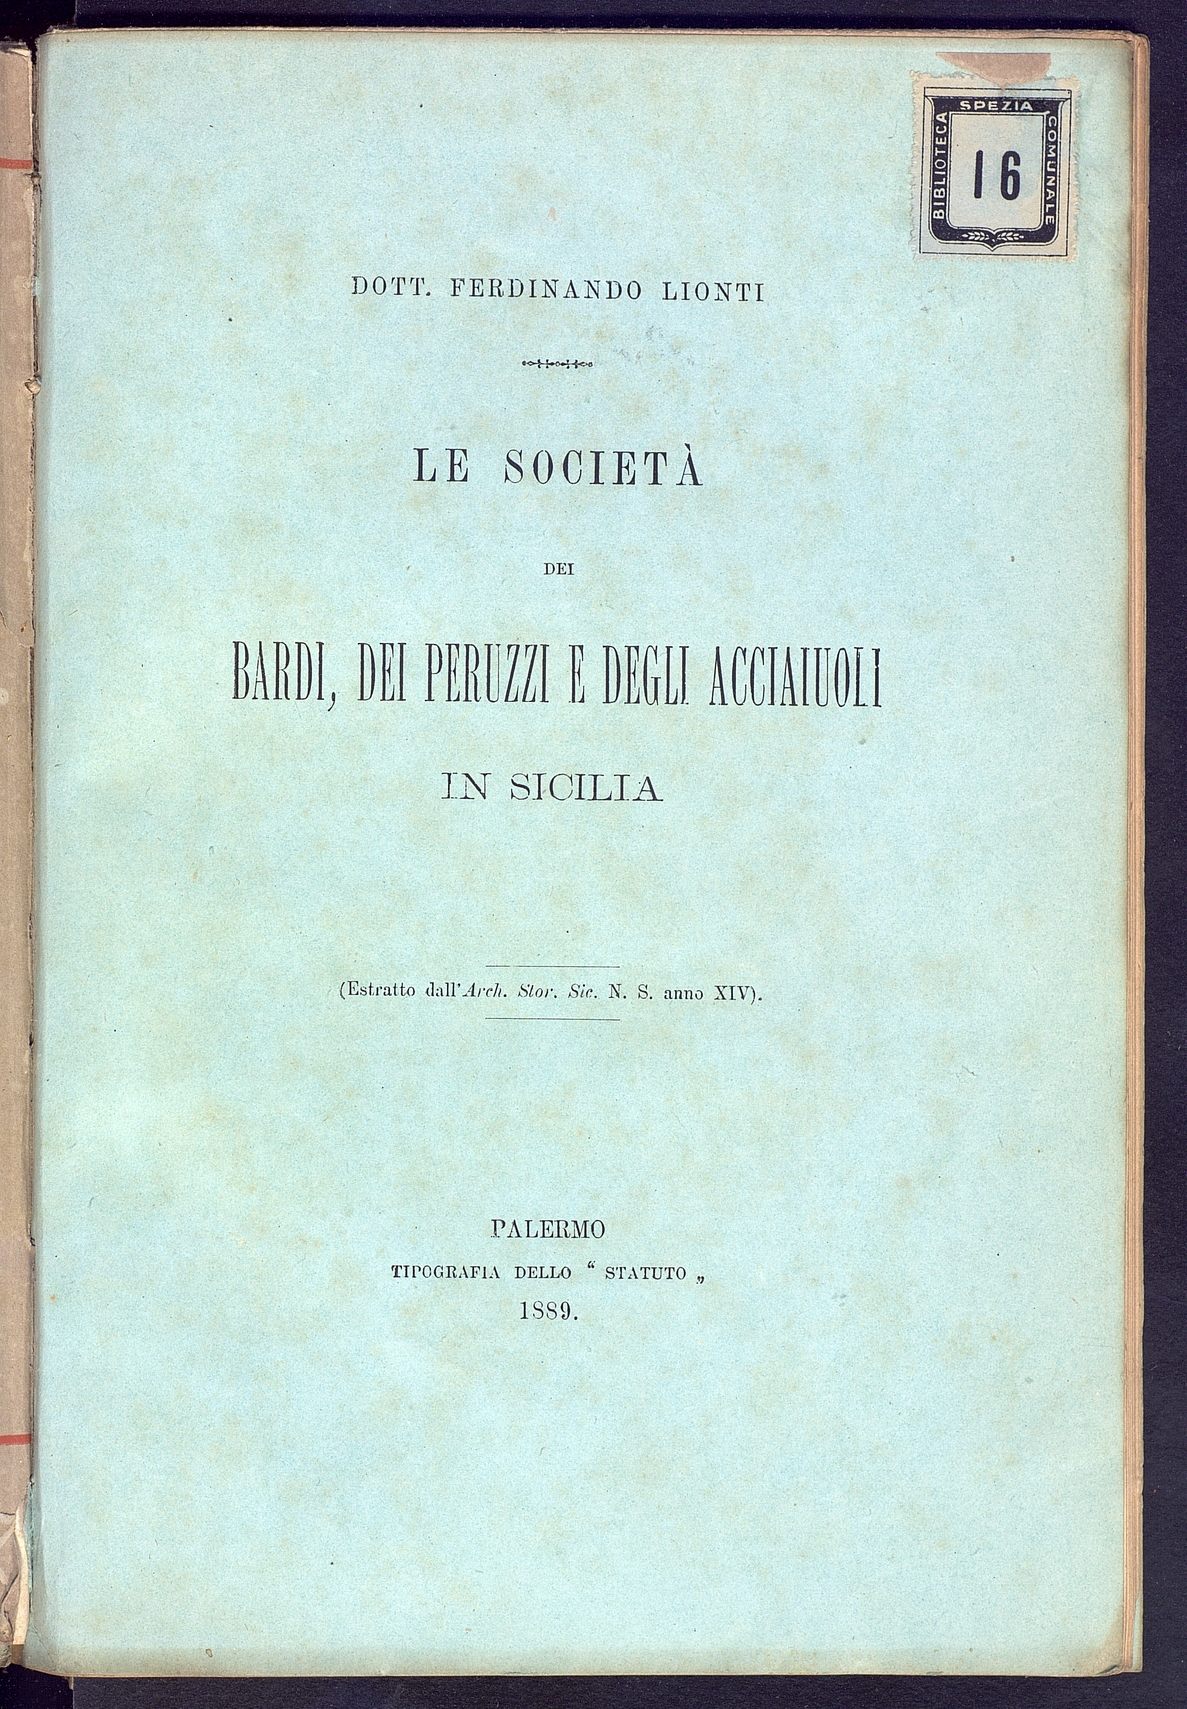 BIBLIOTECA SPEZIA COMUNALE
16
DOTT. FERDINANDO LIONTI
LE SOCIETÀ
DEI
BARDI, DEI PERUZZI E DEGLI ACCIAIUOLI
IN SICILIA
(Estratto dall'Arch. Stor. Sic. N. S. anno XIV).
PALERMO
TIPOGRAFIA DELLO “ STATUTO „
1889.